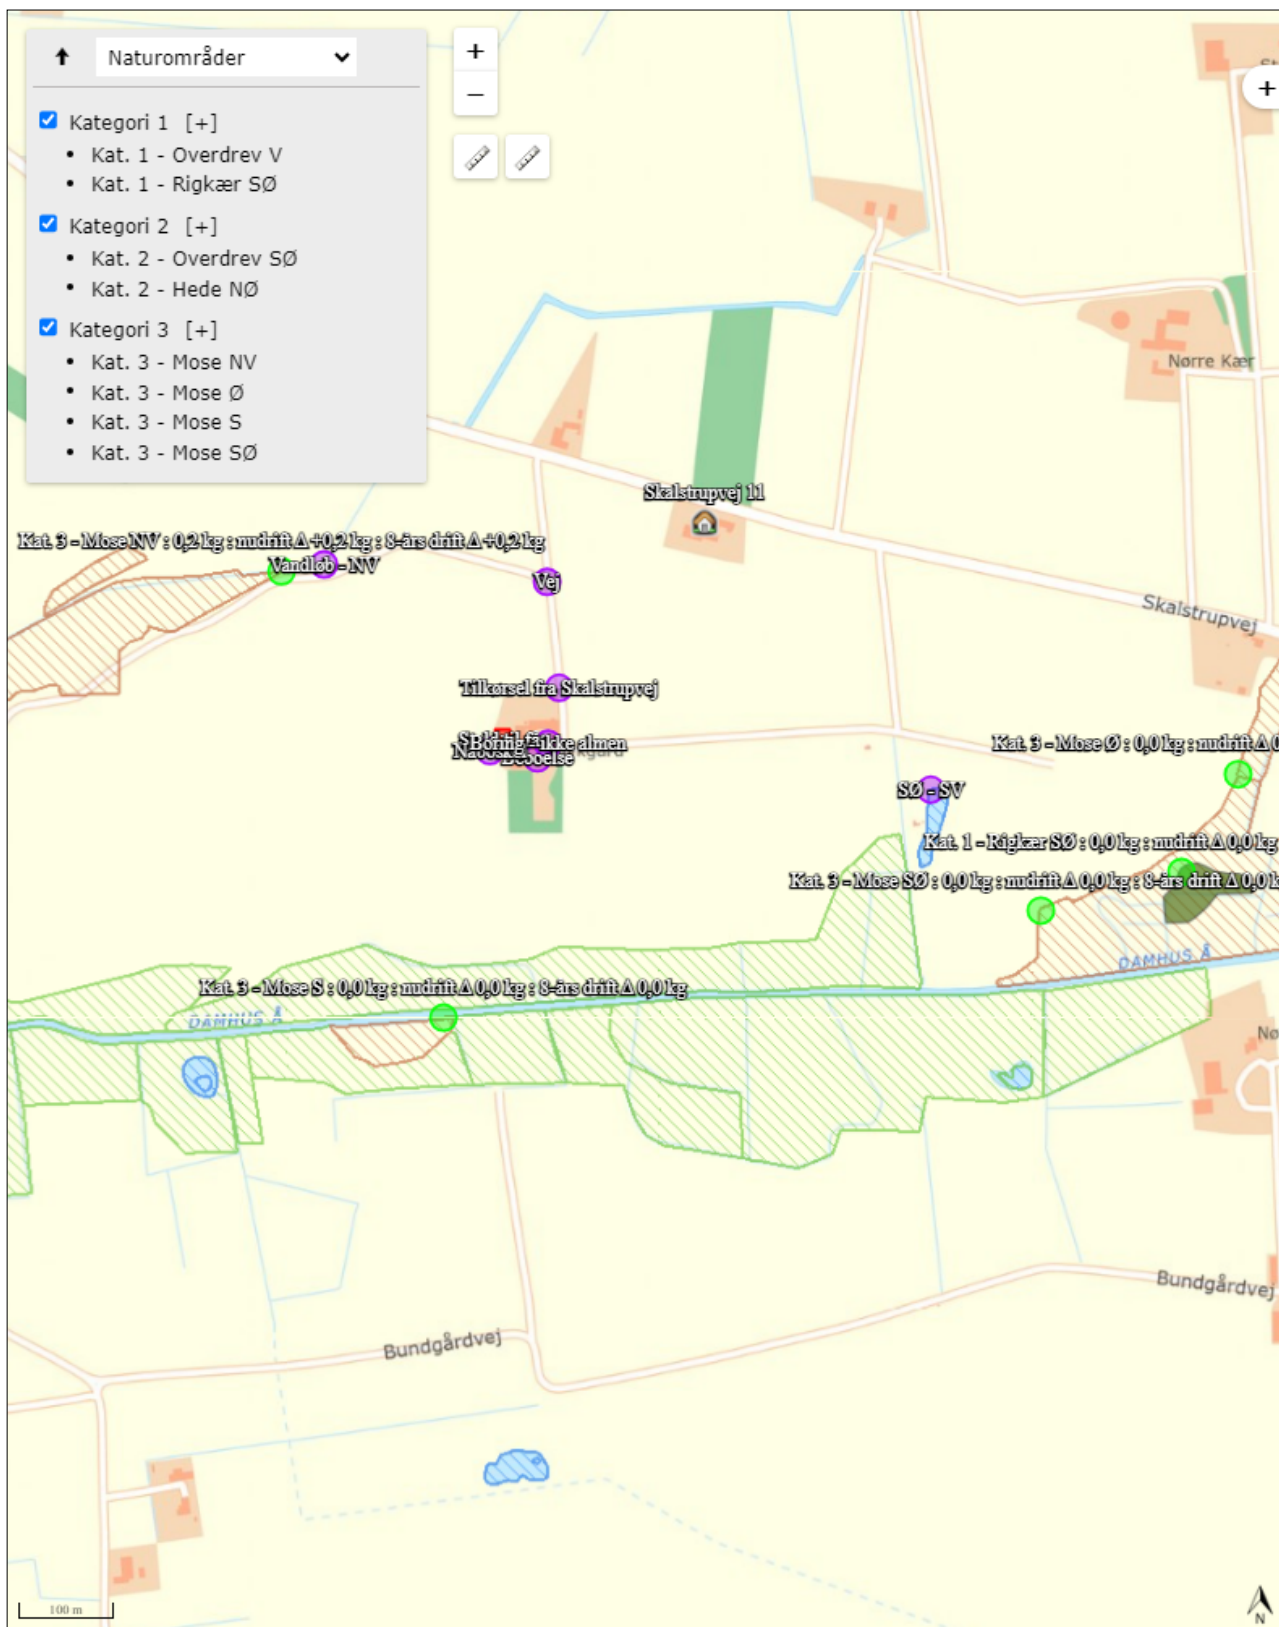 Naturområder
+
−
+
Kategori 1 [+]
• Kat. 1 - Overdrev V
• Kat. 1 - Rigkær SØ
Kategori 2 [+]
• Kat. 2 - Overdrev SØ
• Kat. 2 - Hede NØ
Kategori 3 [+]
• Kat. 3 - Mose NV
• Kat. 3 - Mose Ø
• Kat. 3 - Mose S
• Kat. 3 - Mose SØ
Nørre Kær
Skalstrupvej 11
Kat. 3 - Mose NV : 0,2 kg : nudrift Δ +0,2 kg : 8-års drift Δ +0,2 kg
Vandløb - NV
Vej
Skalstrupvej
Tilkørsel fra Skalstrupvej
Boring - ikke almen
Beboelse
Kat. 3 - Mose Ø : 0,0 kg : nudrift Δ 0
SØ - SV
Kat. 1 - Rigkær SØ : 0,0 kg : nudrift Δ 0,0 kg
Kat. 3 - Mose SØ : 0,0 kg : nudrift Δ 0,0 kg : 8-års drift Δ 0,0 k
DAMHUS Å
Kat. 3 - Mose S : 0,0 kg : nudrift Δ 0,0 kg : 8-års drift Δ 0,0 kg
DAMHUS Å
Nø
Bundgårdvej
Bundgårdvej
100 m
N